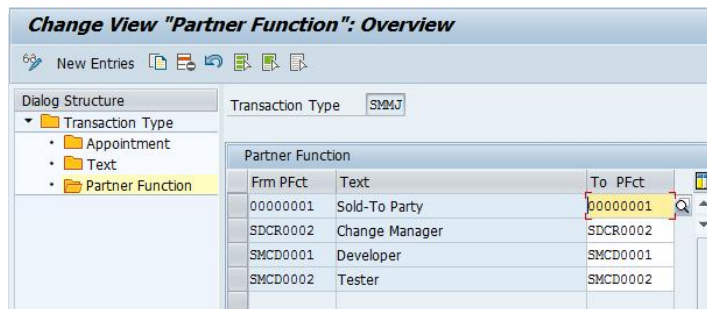 Change View "Partner Function": Overview
New Entries
Dialog Structure
Transaction Type
Appointment
Text
Partner Function
Transaction Type SMMJ
Partner Function
Frm PFct Text To PFct
00000001 Sold-To Party 00000001
SDCR0002 Change Manager SDCR0002
SMCD0001 Developer SMCD0001
SMCD0002 Tester SMCD0002